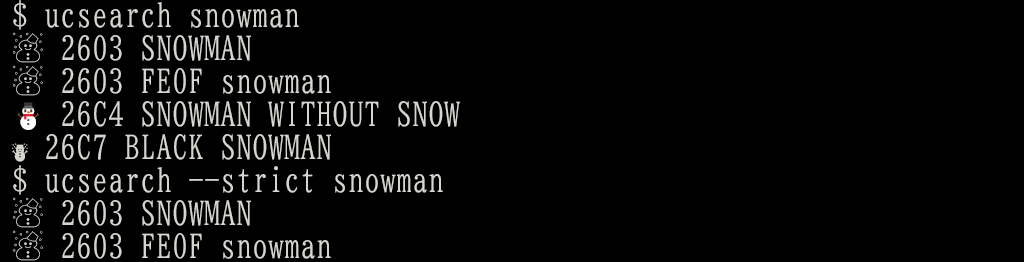 $ ucsearch snowman
☃ 2603 SNOWMAN
☃️ 2603 FE0F snowman
⛄ 26C4 SNOWMAN WITHOUT SNOW
⛇ 26C7 BLACK SNOWMAN
$ ucsearch --strict snowman
☃ 2603 SNOWMAN
☃️ 2603 FE0F snowman